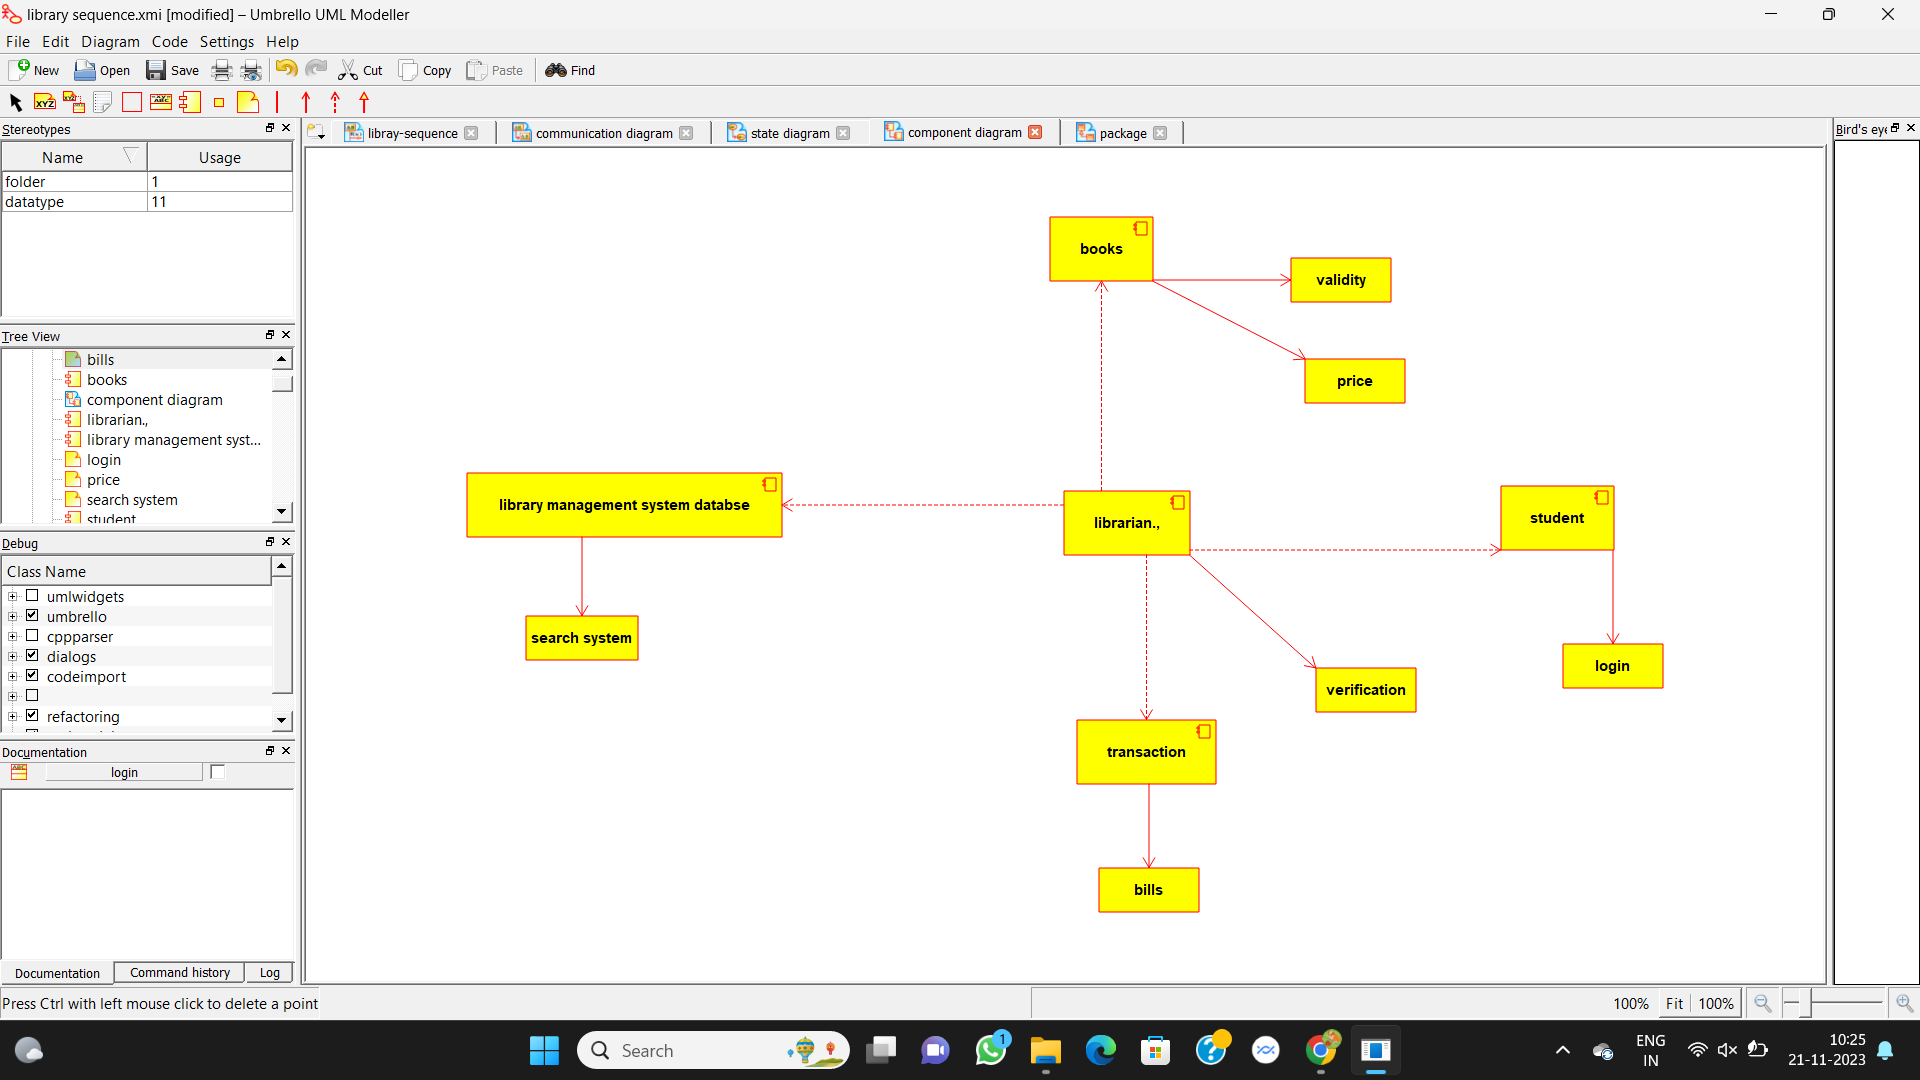 library sequence.xmi [modified] – Umbrello UML Modeller
File Edit Diagram Code Settings Help
New Open Save Cut Copy Paste Find
XYZ ABC
Stereotypes
Name Usage
folder 1
datatype 11
Tree View
bills
books
component diagram
librarian.,
library management syst...
login
price
search system
student
Debug
Class Name
umlwidgets
umbrello
cppparser
dialogs
codeimport
refactoring
Documentation
login
Documentation Command history Log
libray-sequence communication diagram state diagram component diagram package
Bird's eye
books
validity
price
library management system databse
librarian.,
student
search system
login
verification
transaction
bills
Press Ctrl with left mouse click to delete a point
100% Fit 100%
Search
1
ENG
IN
10:25
21-11-2023